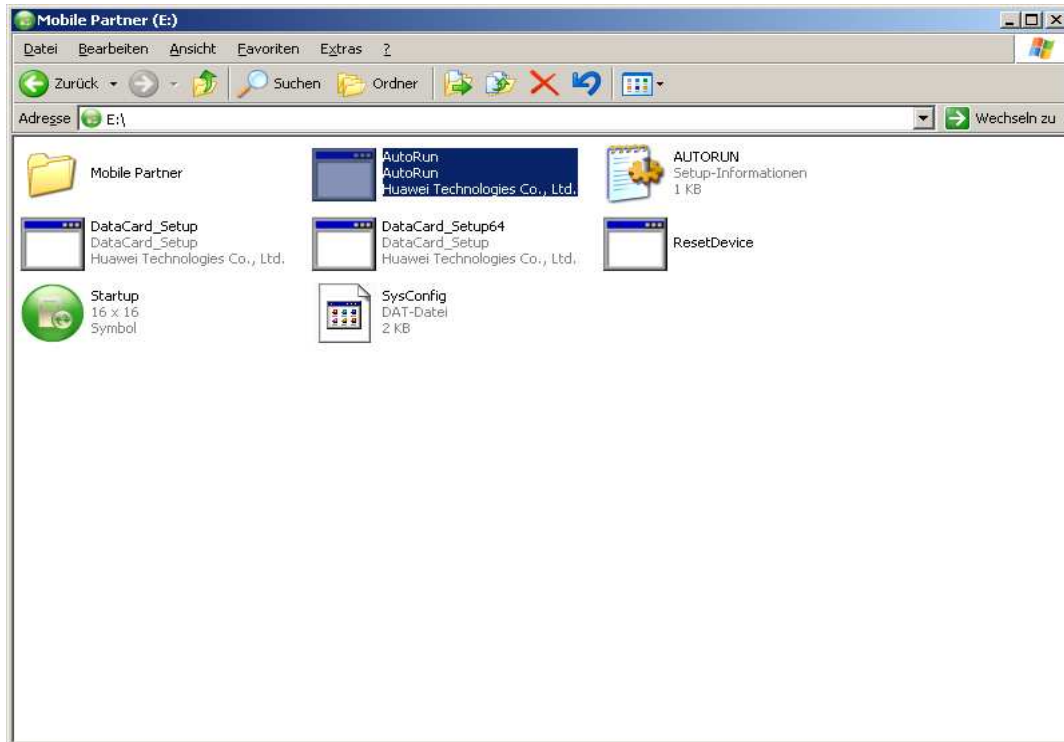 Mobile Partner (E:)
Datei Bearbeiten Ansicht Favoriten Extras ?
Zurück Suchen Ordner
Adresse E:\ Wechseln zu
Mobile Partner
AutoRun
AutoRun
Huawei Technologies Co., Ltd.
AUTORUN
Setup-Informationen
1 KB
DataCard_Setup
DataCard_Setup
Huawei Technologies Co., Ltd.
DataCard_Setup64
DataCard_Setup
Huawei Technologies Co., Ltd.
ResetDevice
Startup
16 x 16
Symbol
SysConfig
DAT-Datei
2 KB